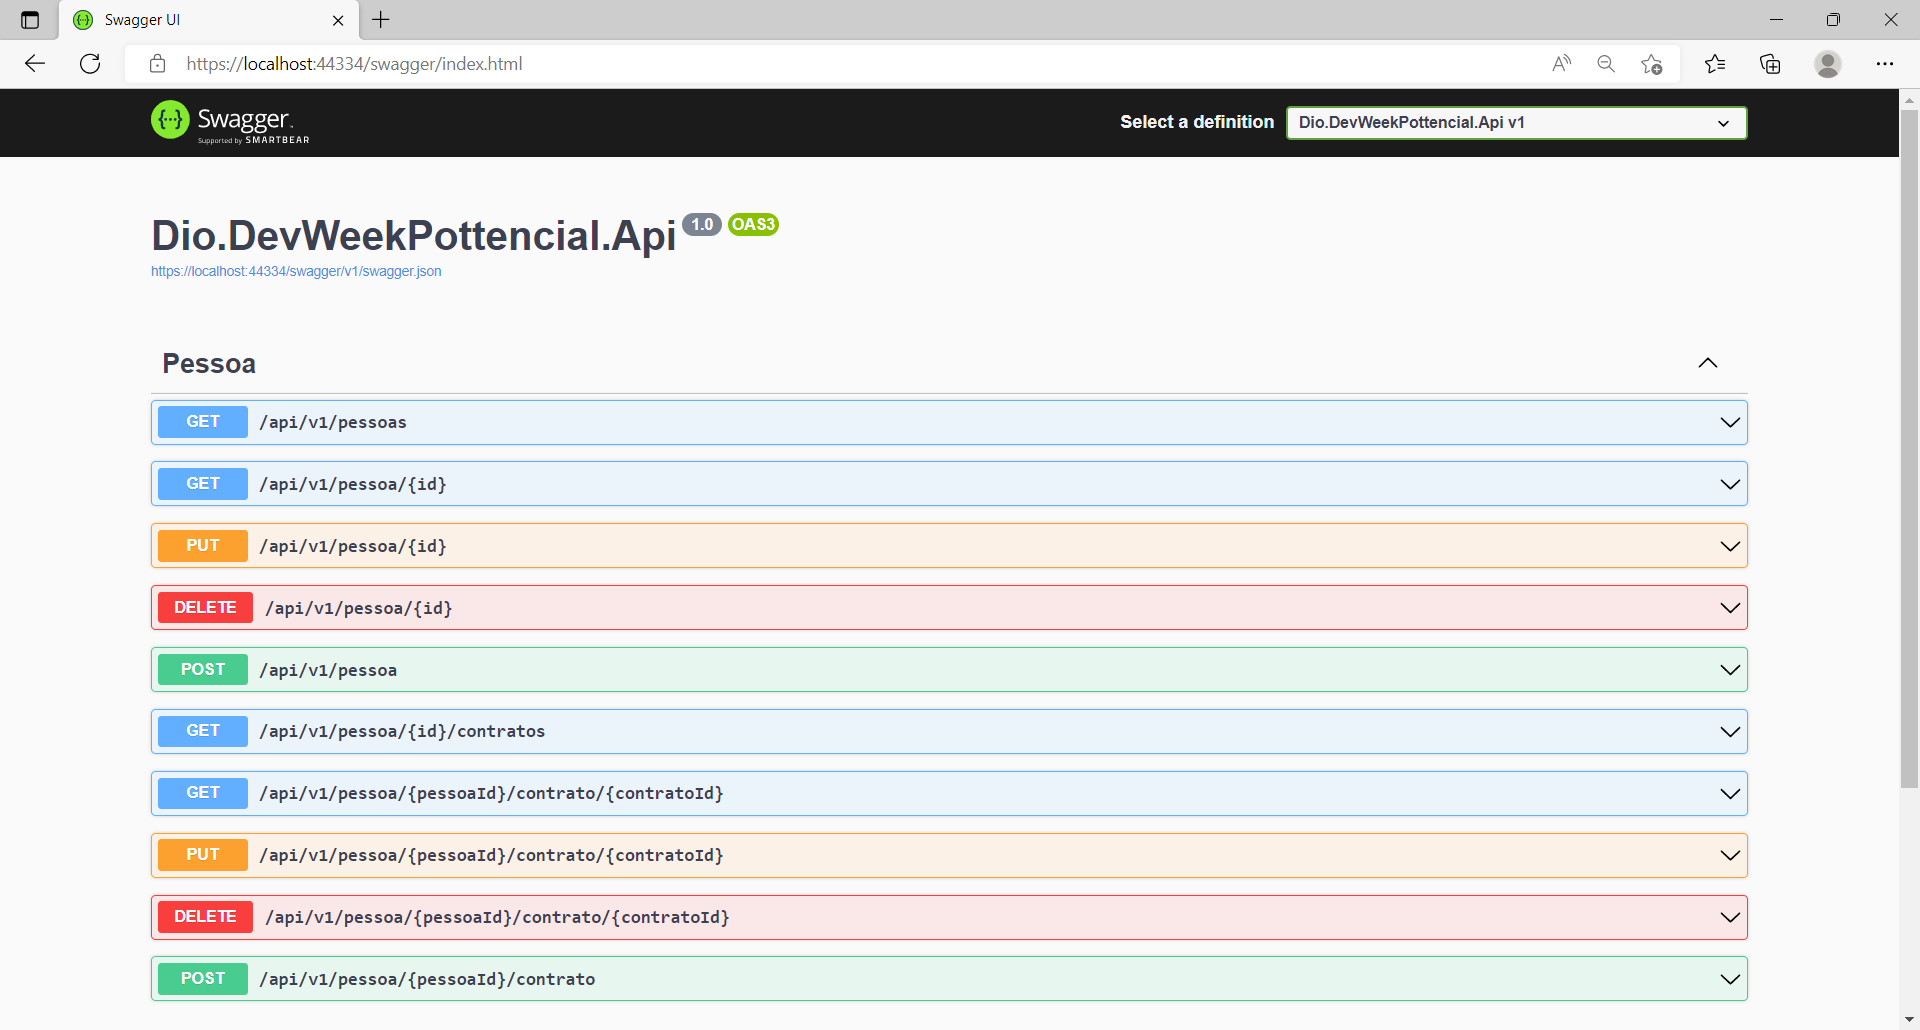 Swagger UI
https://localhost:44334/swagger/index.html
Swagger
Supported by SMARTBEAR
Select a definition
Dio.DevWeekPottencial.Api v1
Dio.DevWeekPottencial.Api 1.0 OAS3
https://localhost:44334/swagger/v1/swagger.json
Pessoa
GET /api/v1/pessoas
GET /api/v1/pessoa/{id}
PUT /api/v1/pessoa/{id}
DELETE /api/v1/pessoa/{id}
POST /api/v1/pessoa
GET /api/v1/pessoa/{id}/contratos
GET /api/v1/pessoa/{pessoaId}/contrato/{contratoId}
PUT /api/v1/pessoa/{pessoaId}/contrato/{contratoId}
DELETE /api/v1/pessoa/{pessoaId}/contrato/{contratoId}
POST /api/v1/pessoa/{pessoaId}/contrato